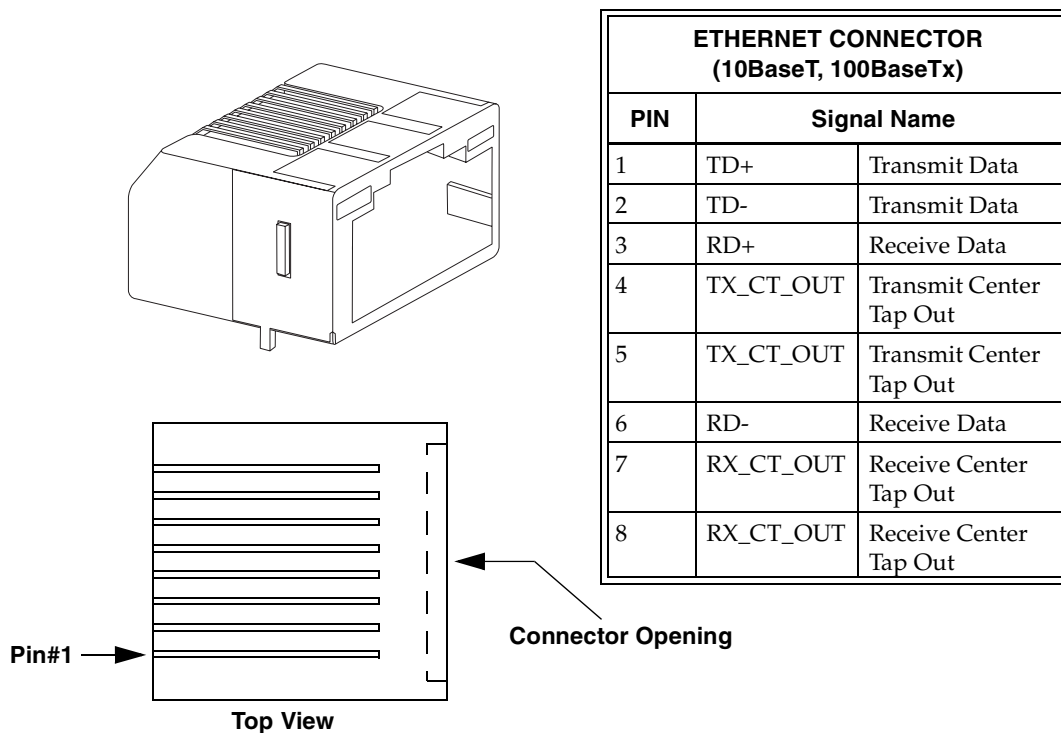 ETHERNET CONNECTOR
(10BaseT, 100BaseTx)
PIN Signal Name
1 TD+ Transmit Data
2 TD- Transmit Data
3 RD+ Receive Data
4 TX_CT_OUT Transmit Center
Tap Out
5 TX_CT_OUT Transmit Center
Tap Out
6 RD- Receive Data
7 RX_CT_OUT Receive Center
Tap Out
8 RX_CT_OUT Receive Center
Tap Out
Connector Opening
Pin#1
Top View